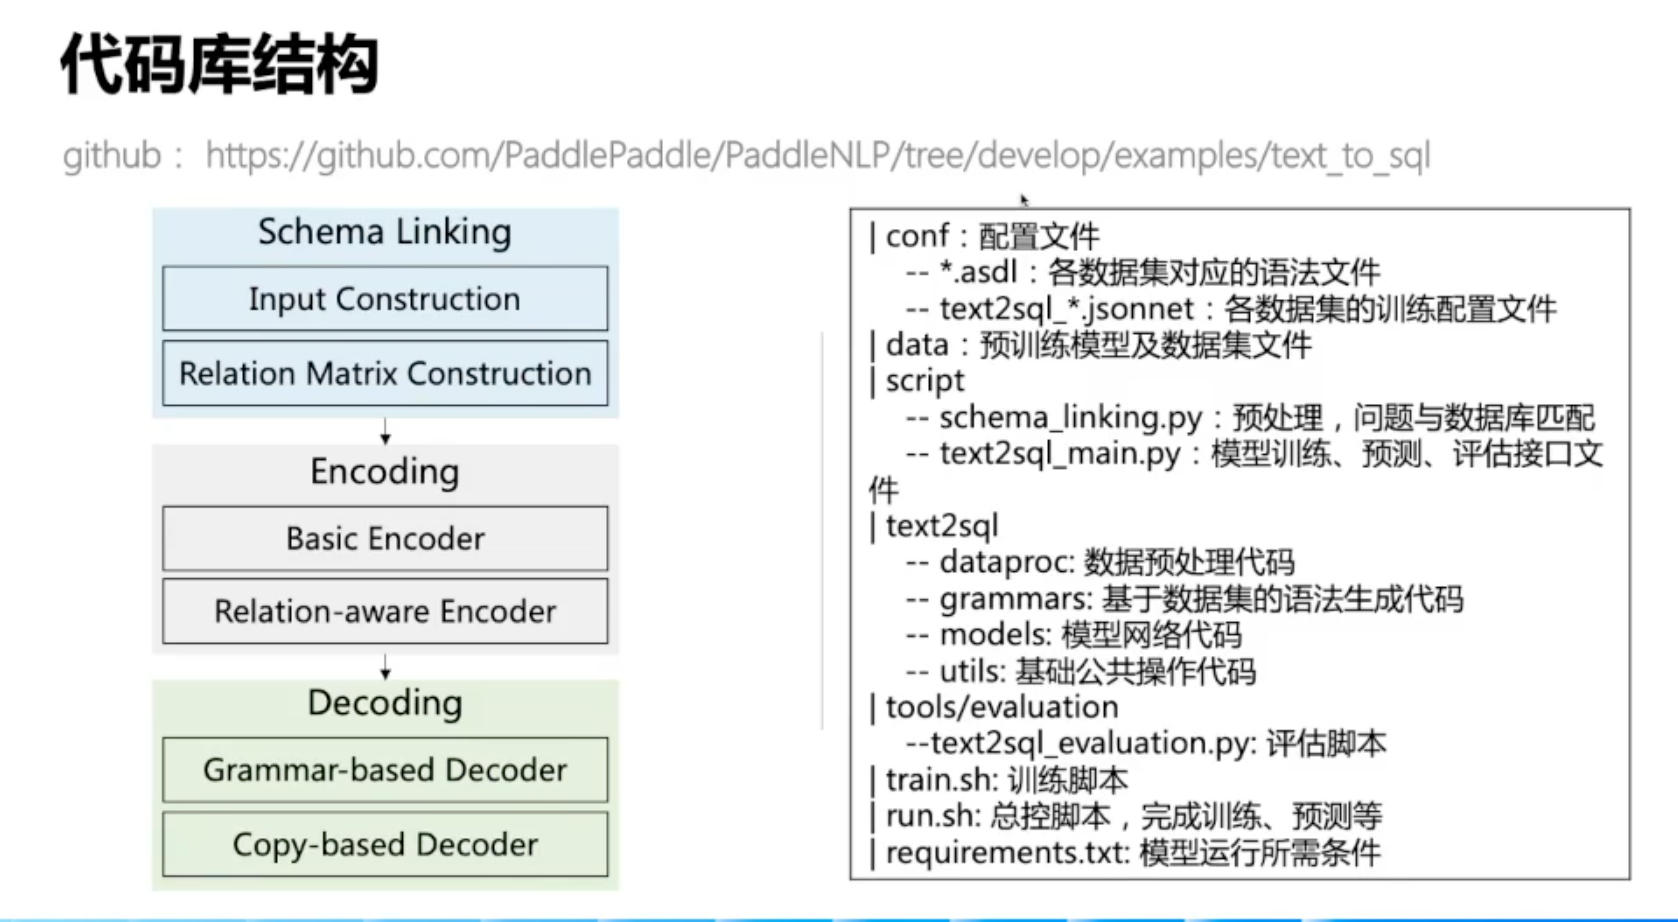 代码库结构
github： https://github.com/PaddlePaddle/PaddleNLP/tree/develop/examples/text_to_sql
Schema Linking
Input Construction
Relation Matrix Construction
Encoding
Basic Encoder
Relation-aware Encoder
Decoding
Grammar-based Decoder
Copy-based Decoder
| conf：配置文件
-- *.asdl：各数据集对应的语法文件
-- text2sql_*.jsonnet：各数据集的训练配置文件
| data：预训练模型及数据集文件
| script
-- schema_linking.py：预处理，问题与数据库匹配
-- text2sql_main.py：模型训练、预测、评估接口文
件
| text2sql
-- dataproc: 数据预处理代码
-- grammars: 基于数据集的语法生成代码
-- models: 模型网络代码
-- utils: 基础公共操作代码
| tools/evaluation
--text2sql_evaluation.py: 评估脚本
| train.sh: 训练脚本
| run.sh: 总控脚本，完成训练、预测等
| requirements.txt: 模型运行所需条件